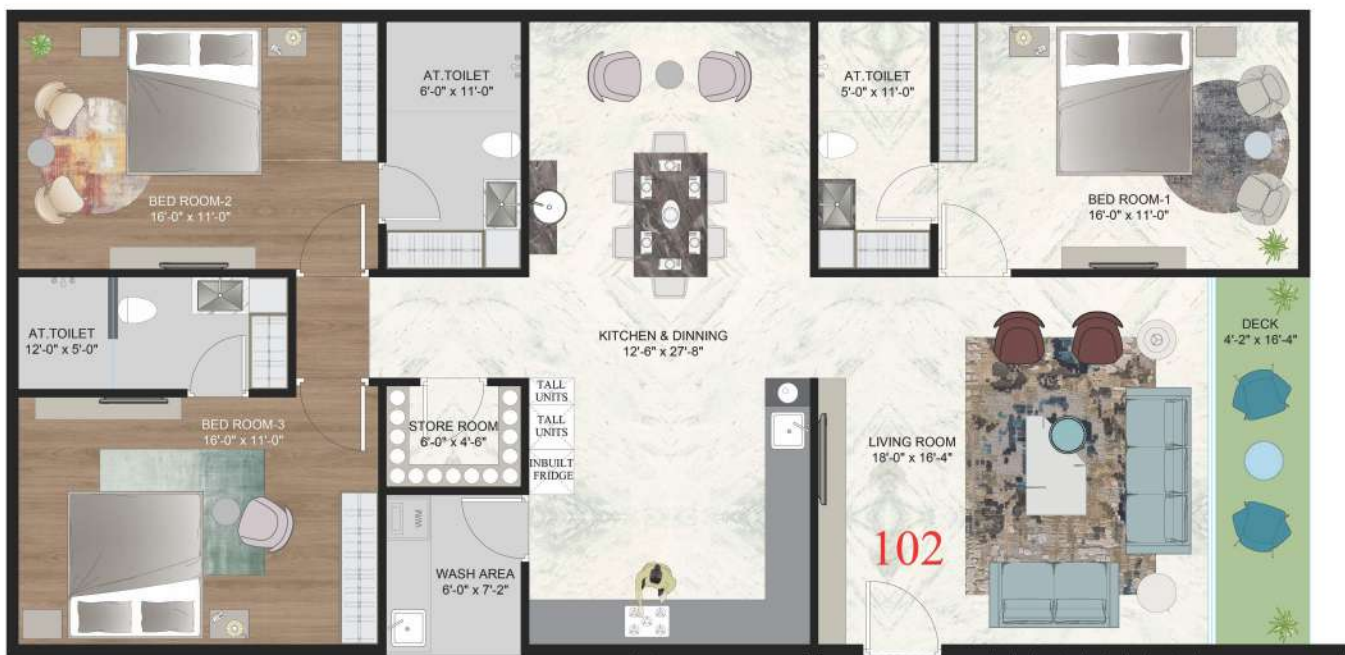 AT.TOILET
6'-0" x 11'-0"
AT.TOILET
5'-0" x 11'-0"
BED ROOM-2
16'-0" x 11'-0"
BED ROOM-1
16'-0" x 11'-0"
AT.TOILET
12'-0" x 5'-0"
KITCHEN & DINNING
12'-6" x 27'-8"
DECK
4'-2" x 16'-4"
TALL
UNITS
TALL
UNITS
INBUILT
FRIDGE
BED ROOM-3
16'-0" x 11'-0"
STORE ROOM
6'-0" x 4'-6"
LIVING ROOM
18'-0" x 16'-4"
WM
102
WASH AREA
6'-0" x 7'-2"